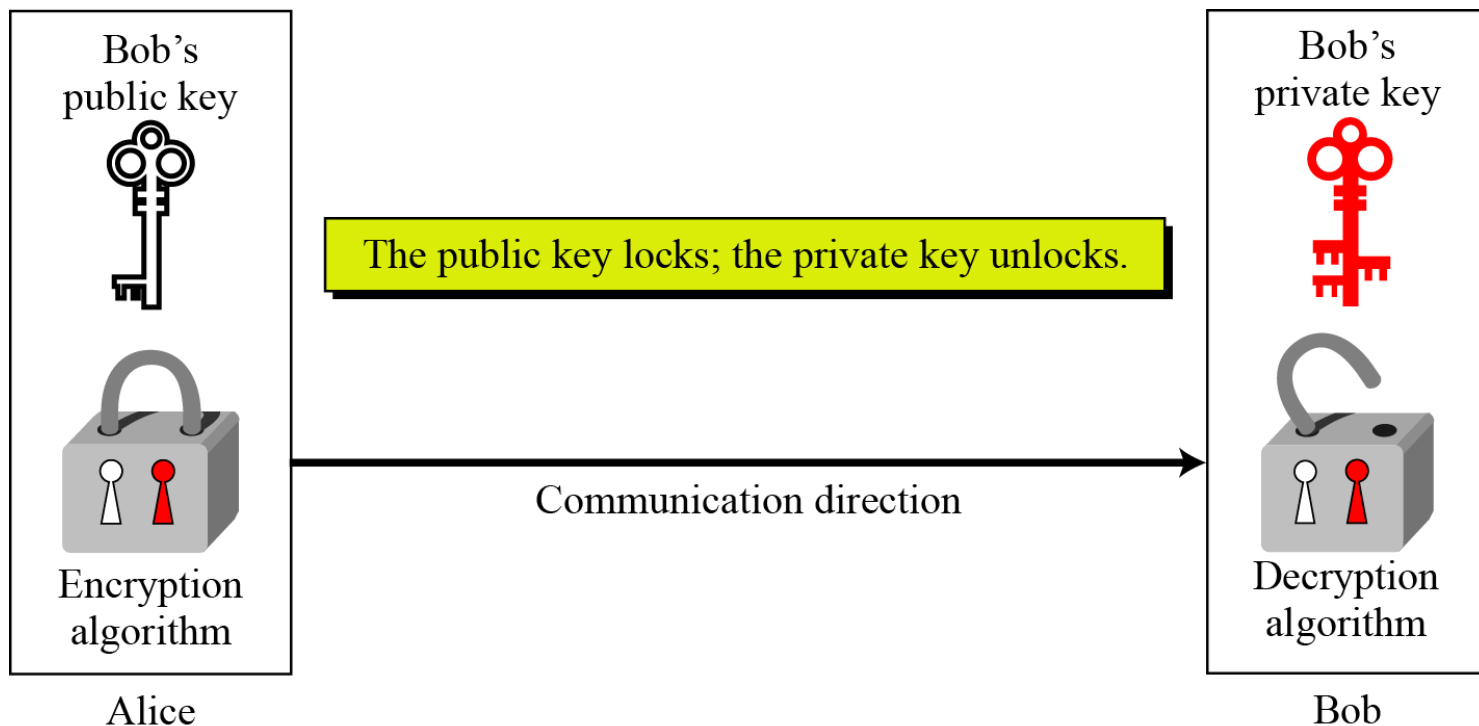 Bob’s
public key
Encryption
algorithm
Alice
The public key locks; the private key unlocks.
Communication direction
Bob’s
private key
Decryption
algorithm
Bob